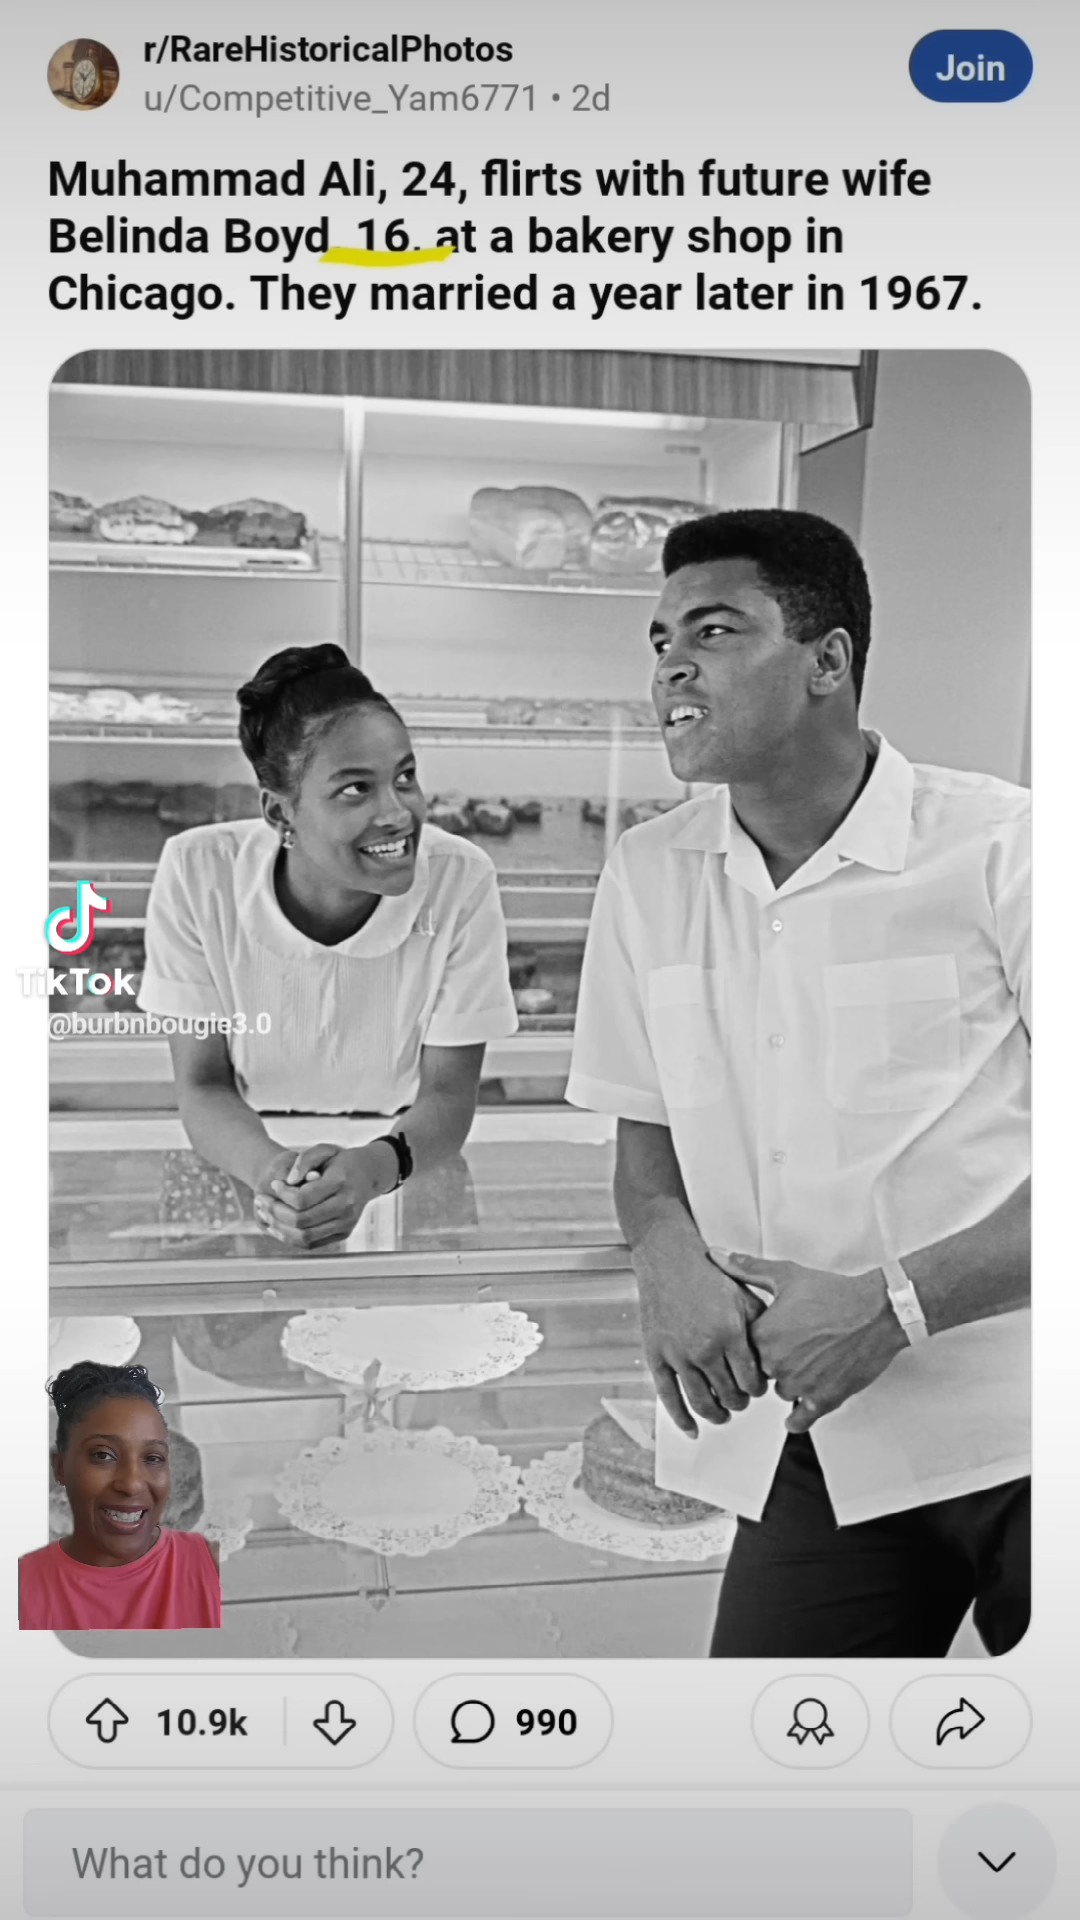 r/RareHistoricalPhotos
u/Competitive_Yam6771 • 2d
Join
Muhammad Ali, 24, flirts with future wife
Belinda Boyd, 16, at a bakery shop in
Chicago. They married a year later in 1967.
TikTok
@burbnbougie3.0
10.9k
990
What do you think?